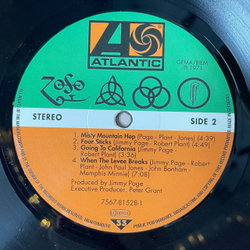 ATLANTIC
GEMA/BIEM
℗ 1971
STEREO
SIDE 2
1. Misty Mountain Hop (Page - Plant - Jones) (4:39)
2. Four Sticks (Jimmy Page - Robert Plant) (4:49)
3. Going To California (Jimmy Page -
Robert Plant) (3:36)
4. When The Levee Breaks (Jimmy Page - Robert
Plant - John Paul Jones - John Bonham -
Memphis Minnie) (7:08)
Produced by Jimmy Page
Executive Producer: Peter Grant
7567-81528-1
33